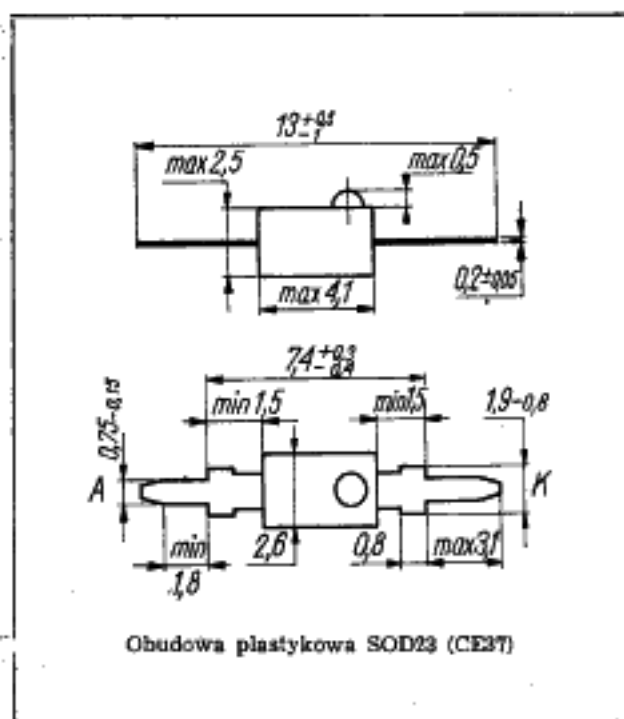 13 +0,5 -1
max 2,5
max 0,5
0,2±0,05
max 4,1
7,4 +0,3 -0,4
min 1,5
min 1,5
1,9-0,8
0,75-0,15
A
K
min 1,8
2,6
0,8
max 3,1
Obudowa plastykowa SOD23 (CE37)